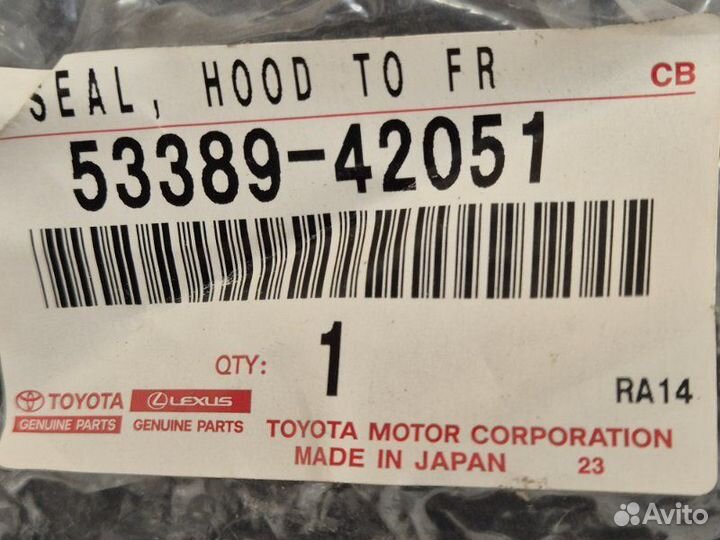 SEAL, HOOD TO FR
CB
53389-42051
QTY: 1
RA14
TOYOTA
GENUINE PARTS
LEXUS
GENUINE PARTS
TOYOTA MOTOR CORPORATION
MADE IN JAPAN 23
Avito